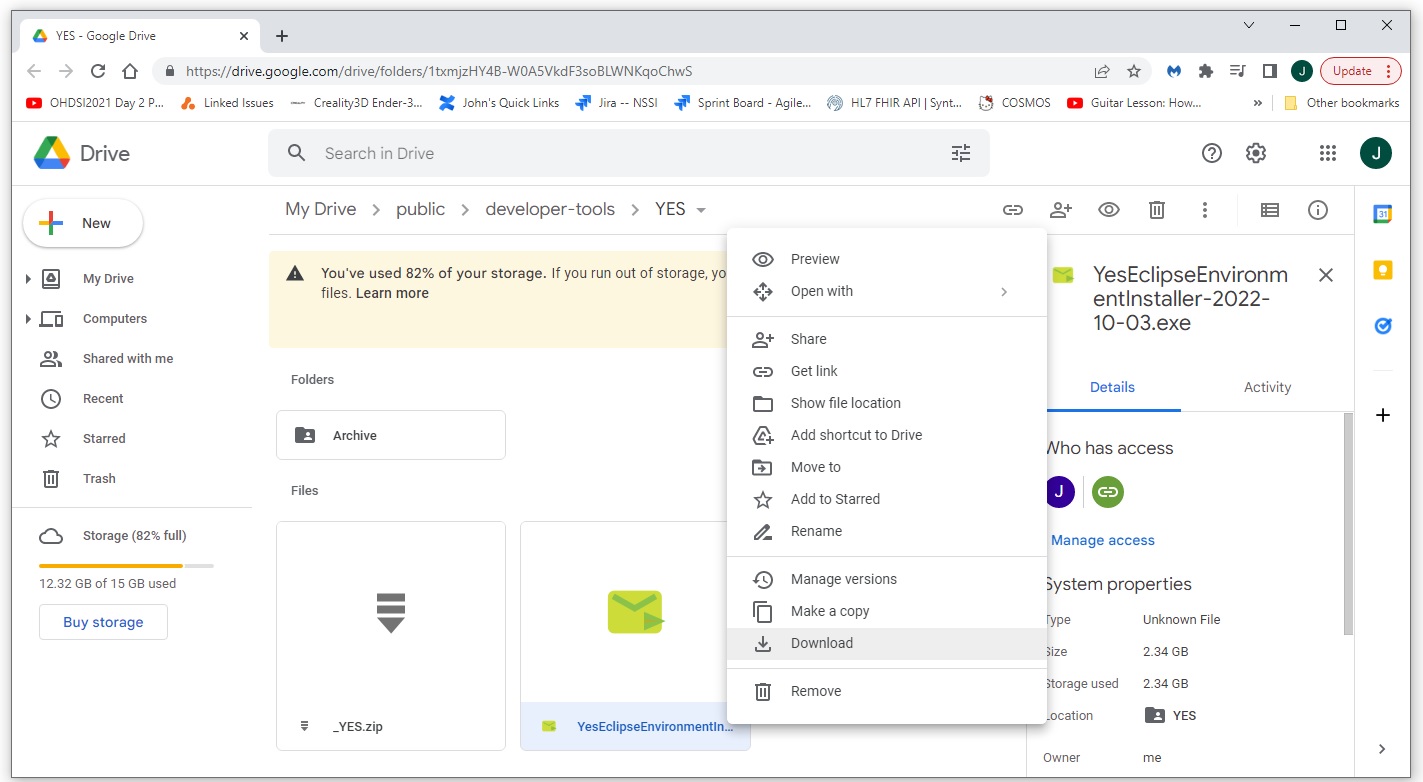 YES - Google Drive
https://drive.google.com/drive/folders/1txmjzHY4B-W0A5VkdF3soBLWNKqoChwS
J
Update
OHDSI2021 Day 2 P...
Linked Issues
Creality3D Ender-3...
John's Quick Links
Jira -- NSSI
Sprint Board - Agile...
HL7 FHIR API | Synt...
COSMOS
Guitar Lesson: How...
»
Other bookmarks
Drive
Search in Drive
J
New
My Drive
Computers
Shared with me
Recent
Starred
Trash
Storage (82% full)
12.32 GB of 15 GB used
Buy storage
My Drive > public > developer-tools > YES
You've used 82% of your storage. If you run out of storage, yo
files. Learn more
Folders
Archive
Files
_YES.zip
YesEclipseEnvironmentIn...
Preview
Open with
Share
Get link
Show file location
Add shortcut to Drive
Move to
Add to Starred
Rename
Manage versions
Make a copy
Download
Remove
YesEclipseEnvironm
entInstaller-2022-
10-03.exe
Details
Activity
Who has access
J
Manage access
System properties
Type Unknown File
Size 2.34 GB
Storage used 2.34 GB
Location YES
Owner me
31